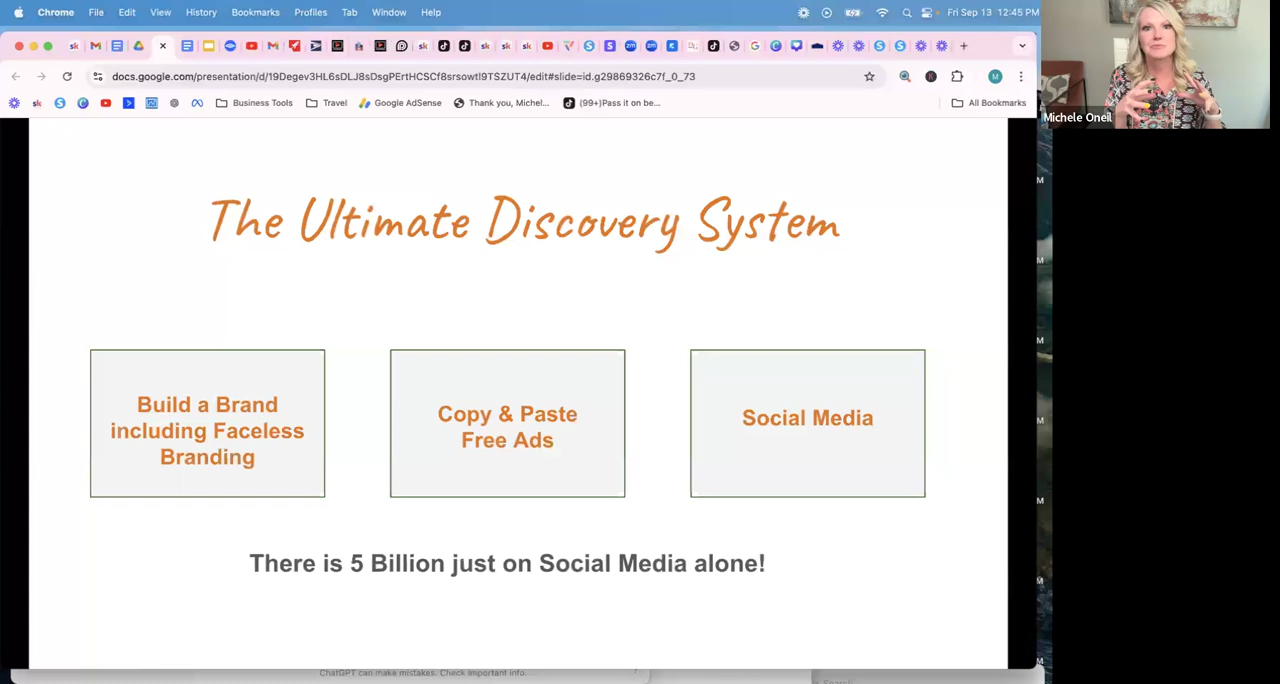 Chrome File Edit View History Bookmarks Profiles Tab Window Help Fri Sep 13 12:45 PM
docs.google.com/presentation/d/19Degev3HL6sDLJ8sDsgPErtHCSCf8srsowtI9TSZUT4/edit#slide=id.g29869326c7f_0_73
Business Tools Travel Google AdSense Thank you, Michel... (99+)Pass it on be... All Bookmarks
Michele Oneil
The Ultimate Discovery System
Build a Brand
including Faceless
Branding
Copy & Paste
Free Ads
Social Media
There is 5 Billion just on Social Media alone!
ChatGPT can make mistakes. Check important info.
Search
M
M
M
M
M
M
M